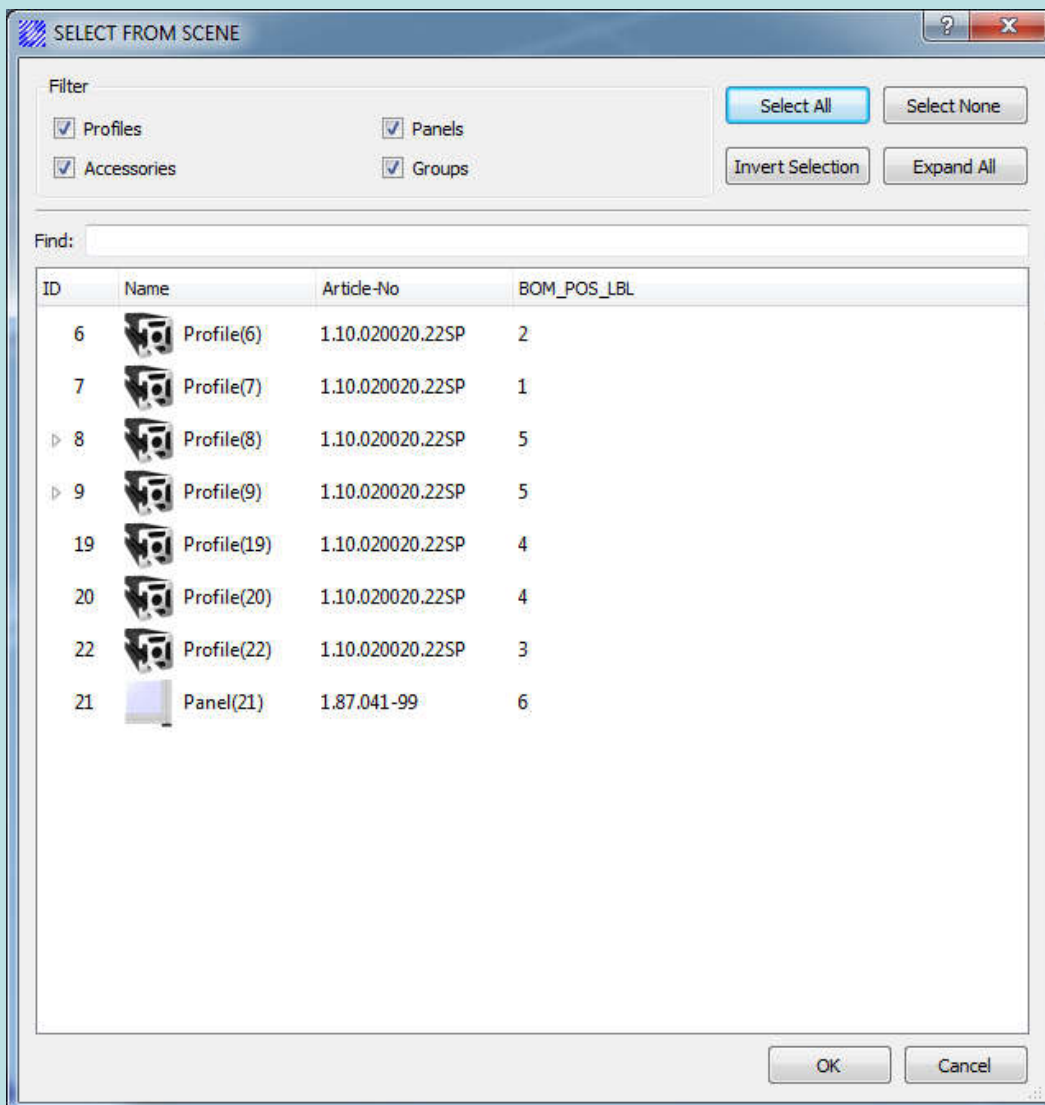 SELECT FROM SCENE
Filter
Profiles Panels
Accessories Groups
Select All Select None
Invert Selection Expand All
Find:
ID Name Article-No BOM_POS_LBL
6 Profile(6) 1.10.020020.22SP 2
7 Profile(7) 1.10.020020.22SP 1
8 Profile(8) 1.10.020020.22SP 5
9 Profile(9) 1.10.020020.22SP 5
19 Profile(19) 1.10.020020.22SP 4
20 Profile(20) 1.10.020020.22SP 4
22 Profile(22) 1.10.020020.22SP 3
21 Panel(21) 1.87.041-99 6
OK Cancel